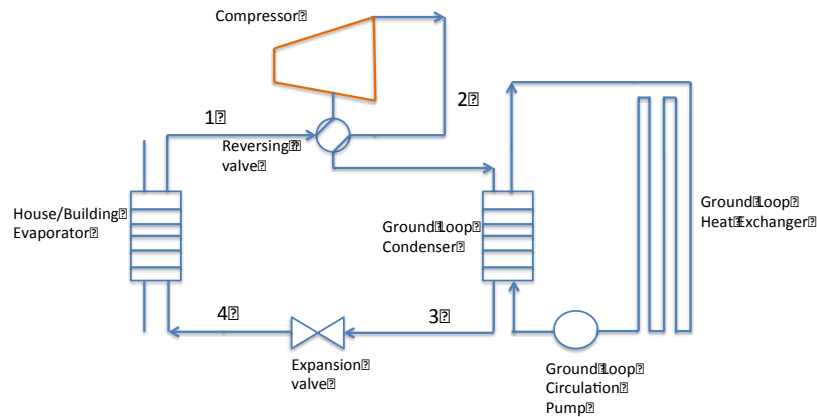 Compressor
2
1
Reversing
valve
House/Building
Evaporator
Ground Loop
Condenser
Ground Loop
Heat Exchanger
4
3
Expansion
valve
Ground Loop
Circulation
Pump